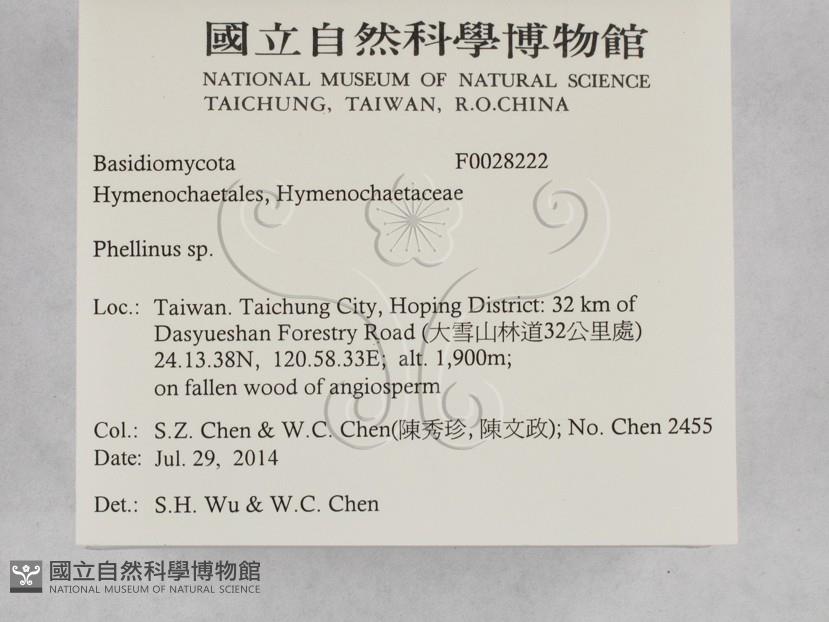 國立自然科學博物館
NATIONAL MUSEUM OF NATURAL SCIENCE
TAICHUNG, TAIWAN, R.O.CHINA
Basidiomycota F0028222
Hymenochaetales, Hymenochaetaceae
Phellinus sp.
Loc.: Taiwan. Taichung City, Hoping District: 32 km of
Dasyueshan Forestry Road (大雪山林道32公里處)
24.13.38N, 120.58.33E; alt. 1,900m;
on fallen wood of angiosperm
Col.: S.Z. Chen & W.C. Chen(陳秀珍, 陳文政); No. Chen 2455
Date: Jul. 29, 2014
Det.: S.H. Wu & W.C. Chen
國立自然科學博物館
NATIONAL MUSEUM OF NATURAL SCIENCE